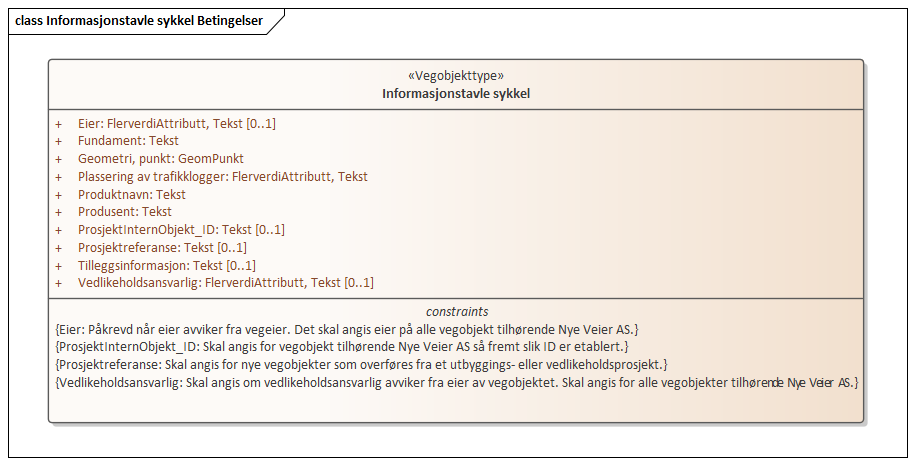 class Informasjonstavle sykkel Betingelser
«Vegobjekttype»
Informasjonstavle sykkel
+ Eier: FlerverdiAttributt, Tekst [0..1]
+ Fundament: Tekst
+ Geometri, punkt: GeomPunkt
+ Plassering av trafikklogger: FlerverdiAttributt, Tekst
+ Produktnavn: Tekst
+ Produsent: Tekst
+ ProsjektInternObjekt_ID: Tekst [0..1]
+ Prosjektreferanse: Tekst [0..1]
+ Tilleggsinformasjon: Tekst [0..1]
+ Vedlikeholdsansvarlig: FlerverdiAttributt, Tekst [0..1]
constraints
{Eier: Påkrevd når eier avviker fra vegeier. Det skal angis eier på alle vegobjekt tilhørende Nye Veier AS.}
{ProsjektInternObjekt_ID: Skal angis for vegobjekt tilhørende Nye Veier AS så fremt slik ID er etablert.}
{Prosjektreferanse: Skal angis for nye vegobjekter som overføres fra et utbyggings- eller vedlikeholdsprosjekt.}
{Vedlikeholdsansvarlig: Skal angis om vedlikeholdsansvarlig avviker fra eier av vegobjektet. Skal angis for alle vegobjekter tilhørende Nye Veier AS.}